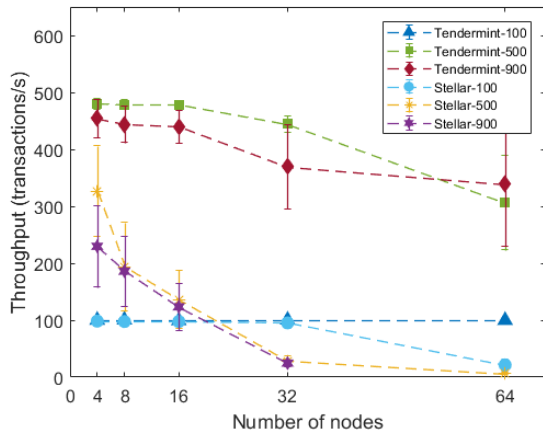 600
500
400
300
200
100
0
Throughput (transactions/s)
Tendermint-100
Tendermint-500
Tendermint-900
Stellar-100
Stellar-500
Stellar-900
0 4 8 16 32 64
Number of nodes